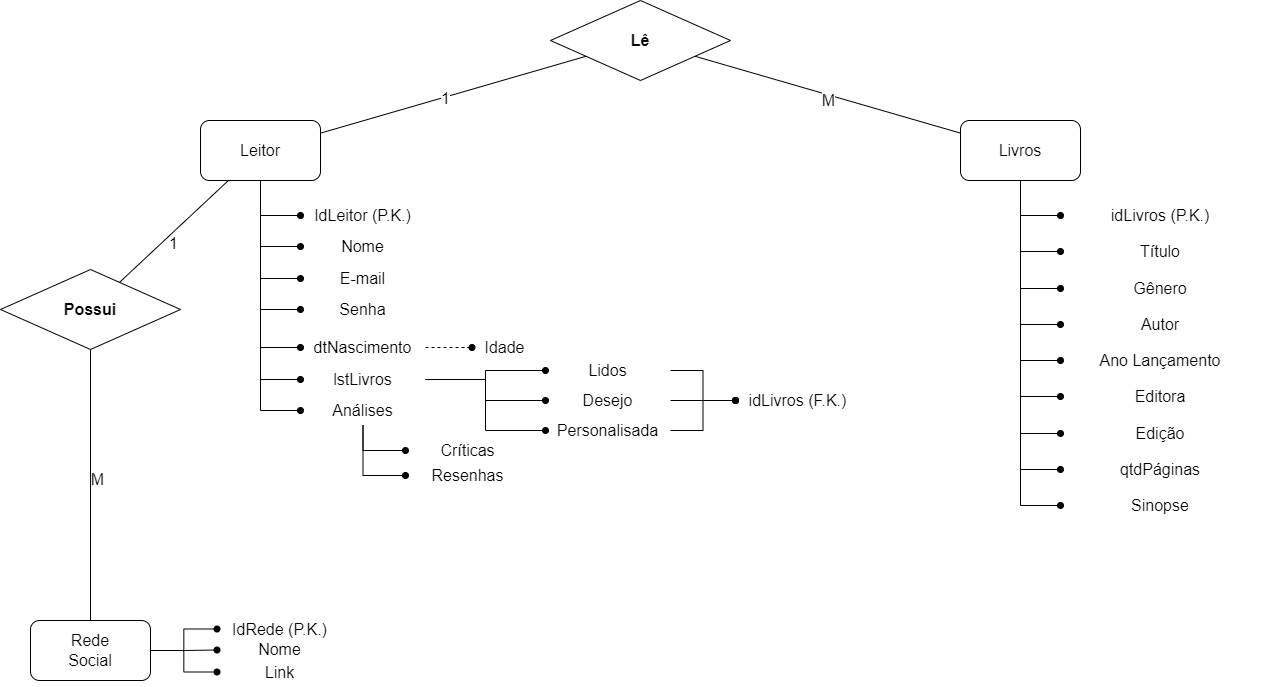 Lê
1
M
Leitor
Livros
IdLeitor (P.K.)
Nome
E-mail
Senha
dtNascimento
Idade
lstLivros
Lidos
Desejo
Personalisada
idLivros (F.K.)
Análises
Críticas
Resenhas
idLivros (P.K.)
Título
Gênero
Autor
Ano Lançamento
Editora
Edição
qtdPáginas
Sinopse
1
Possui
M
Rede
Social
IdRede (P.K.)
Nome
Link